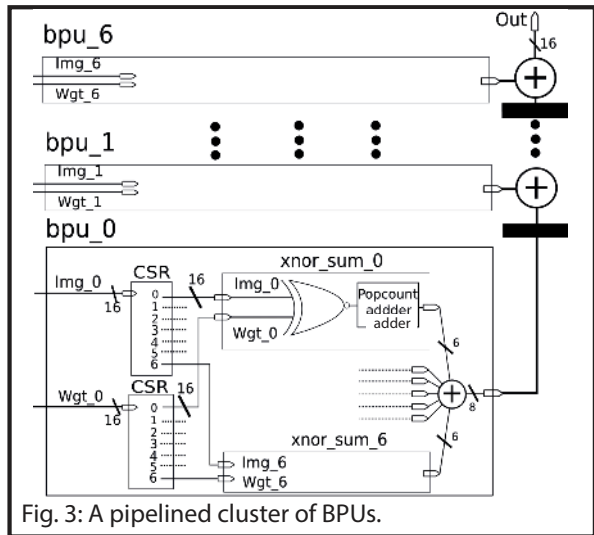 Out
16
bpu_6
Img_6
Wgt_6
bpu_1
Img_1
Wgt_1
bpu_0
xnor_sum_0
CSR
Img_0
16
0
1
2
3
4
5
6
16
Img_0
Wgt_0
Popcount
addder
adder
6
CSR
Wgt_0
16
0
1
2
3
4
5
6
16
8
6
xnor_sum_6
Img_6
Wgt_6
Fig. 3: A pipelined cluster of BPUs.